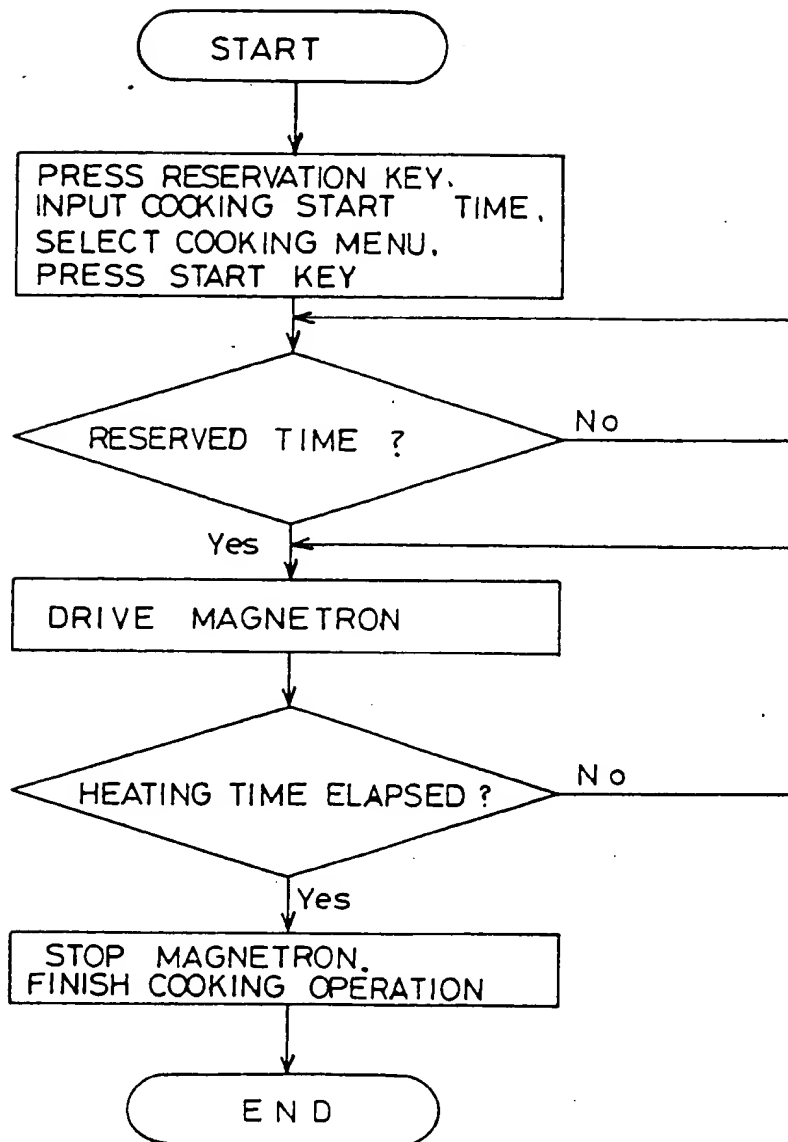 START
PRESS RESERVATION KEY.
INPUT COOKING START TIME.
SELECT COOKING MENU.
PRESS START KEY
RESERVED TIME ?
No
Yes
DRIVE MAGNETRON
HEATING TIME ELAPSED ?
No
Yes
STOP MAGNETRON.
FINISH COOKING OPERATION
END